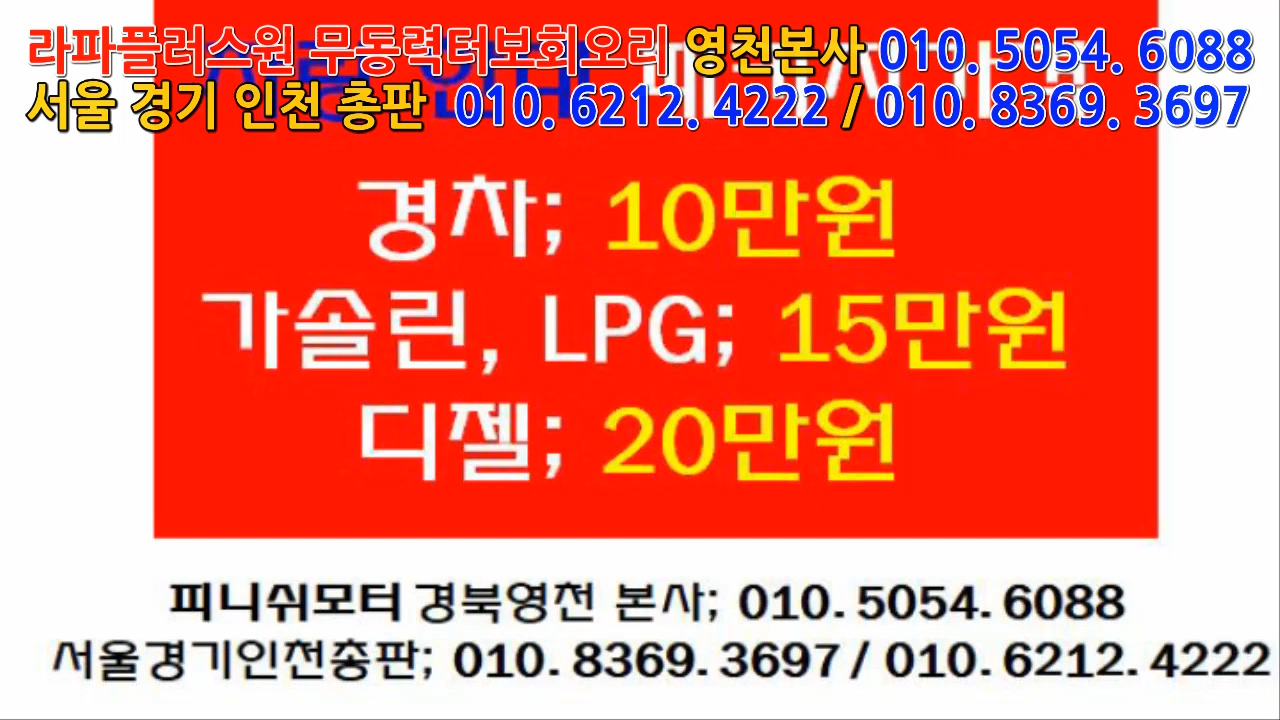 라파플러스원 무동력터보회오리 영천본사 010. 5054. 6088
서울 경기 인천 총판 010. 6212. 4222 / 010. 8369. 3697
경차; 10만원
가솔린, LPG; 15만원
디젤; 20만원
피니쉬모터 경북영천 본사; 010. 5054. 6088
서울경기인천총판; 010. 8369. 3697 / 010. 6212. 4222